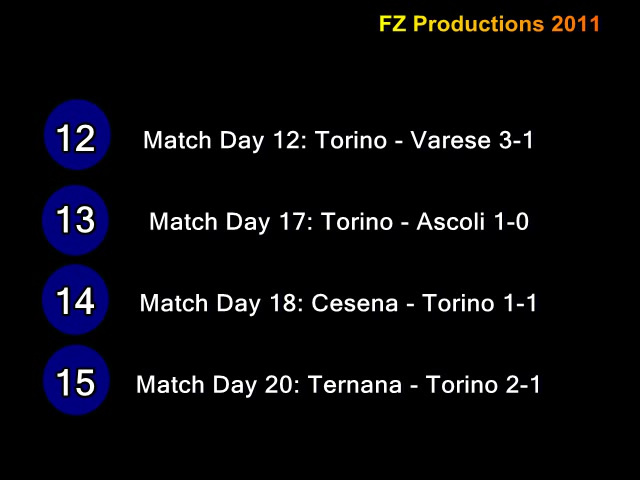 FZ Productions 2011
12 Match Day 12: Torino - Varese 3-1
13 Match Day 17: Torino - Ascoli 1-0
14 Match Day 18: Cesena - Torino 1-1
15 Match Day 20: Ternana - Torino 2-1